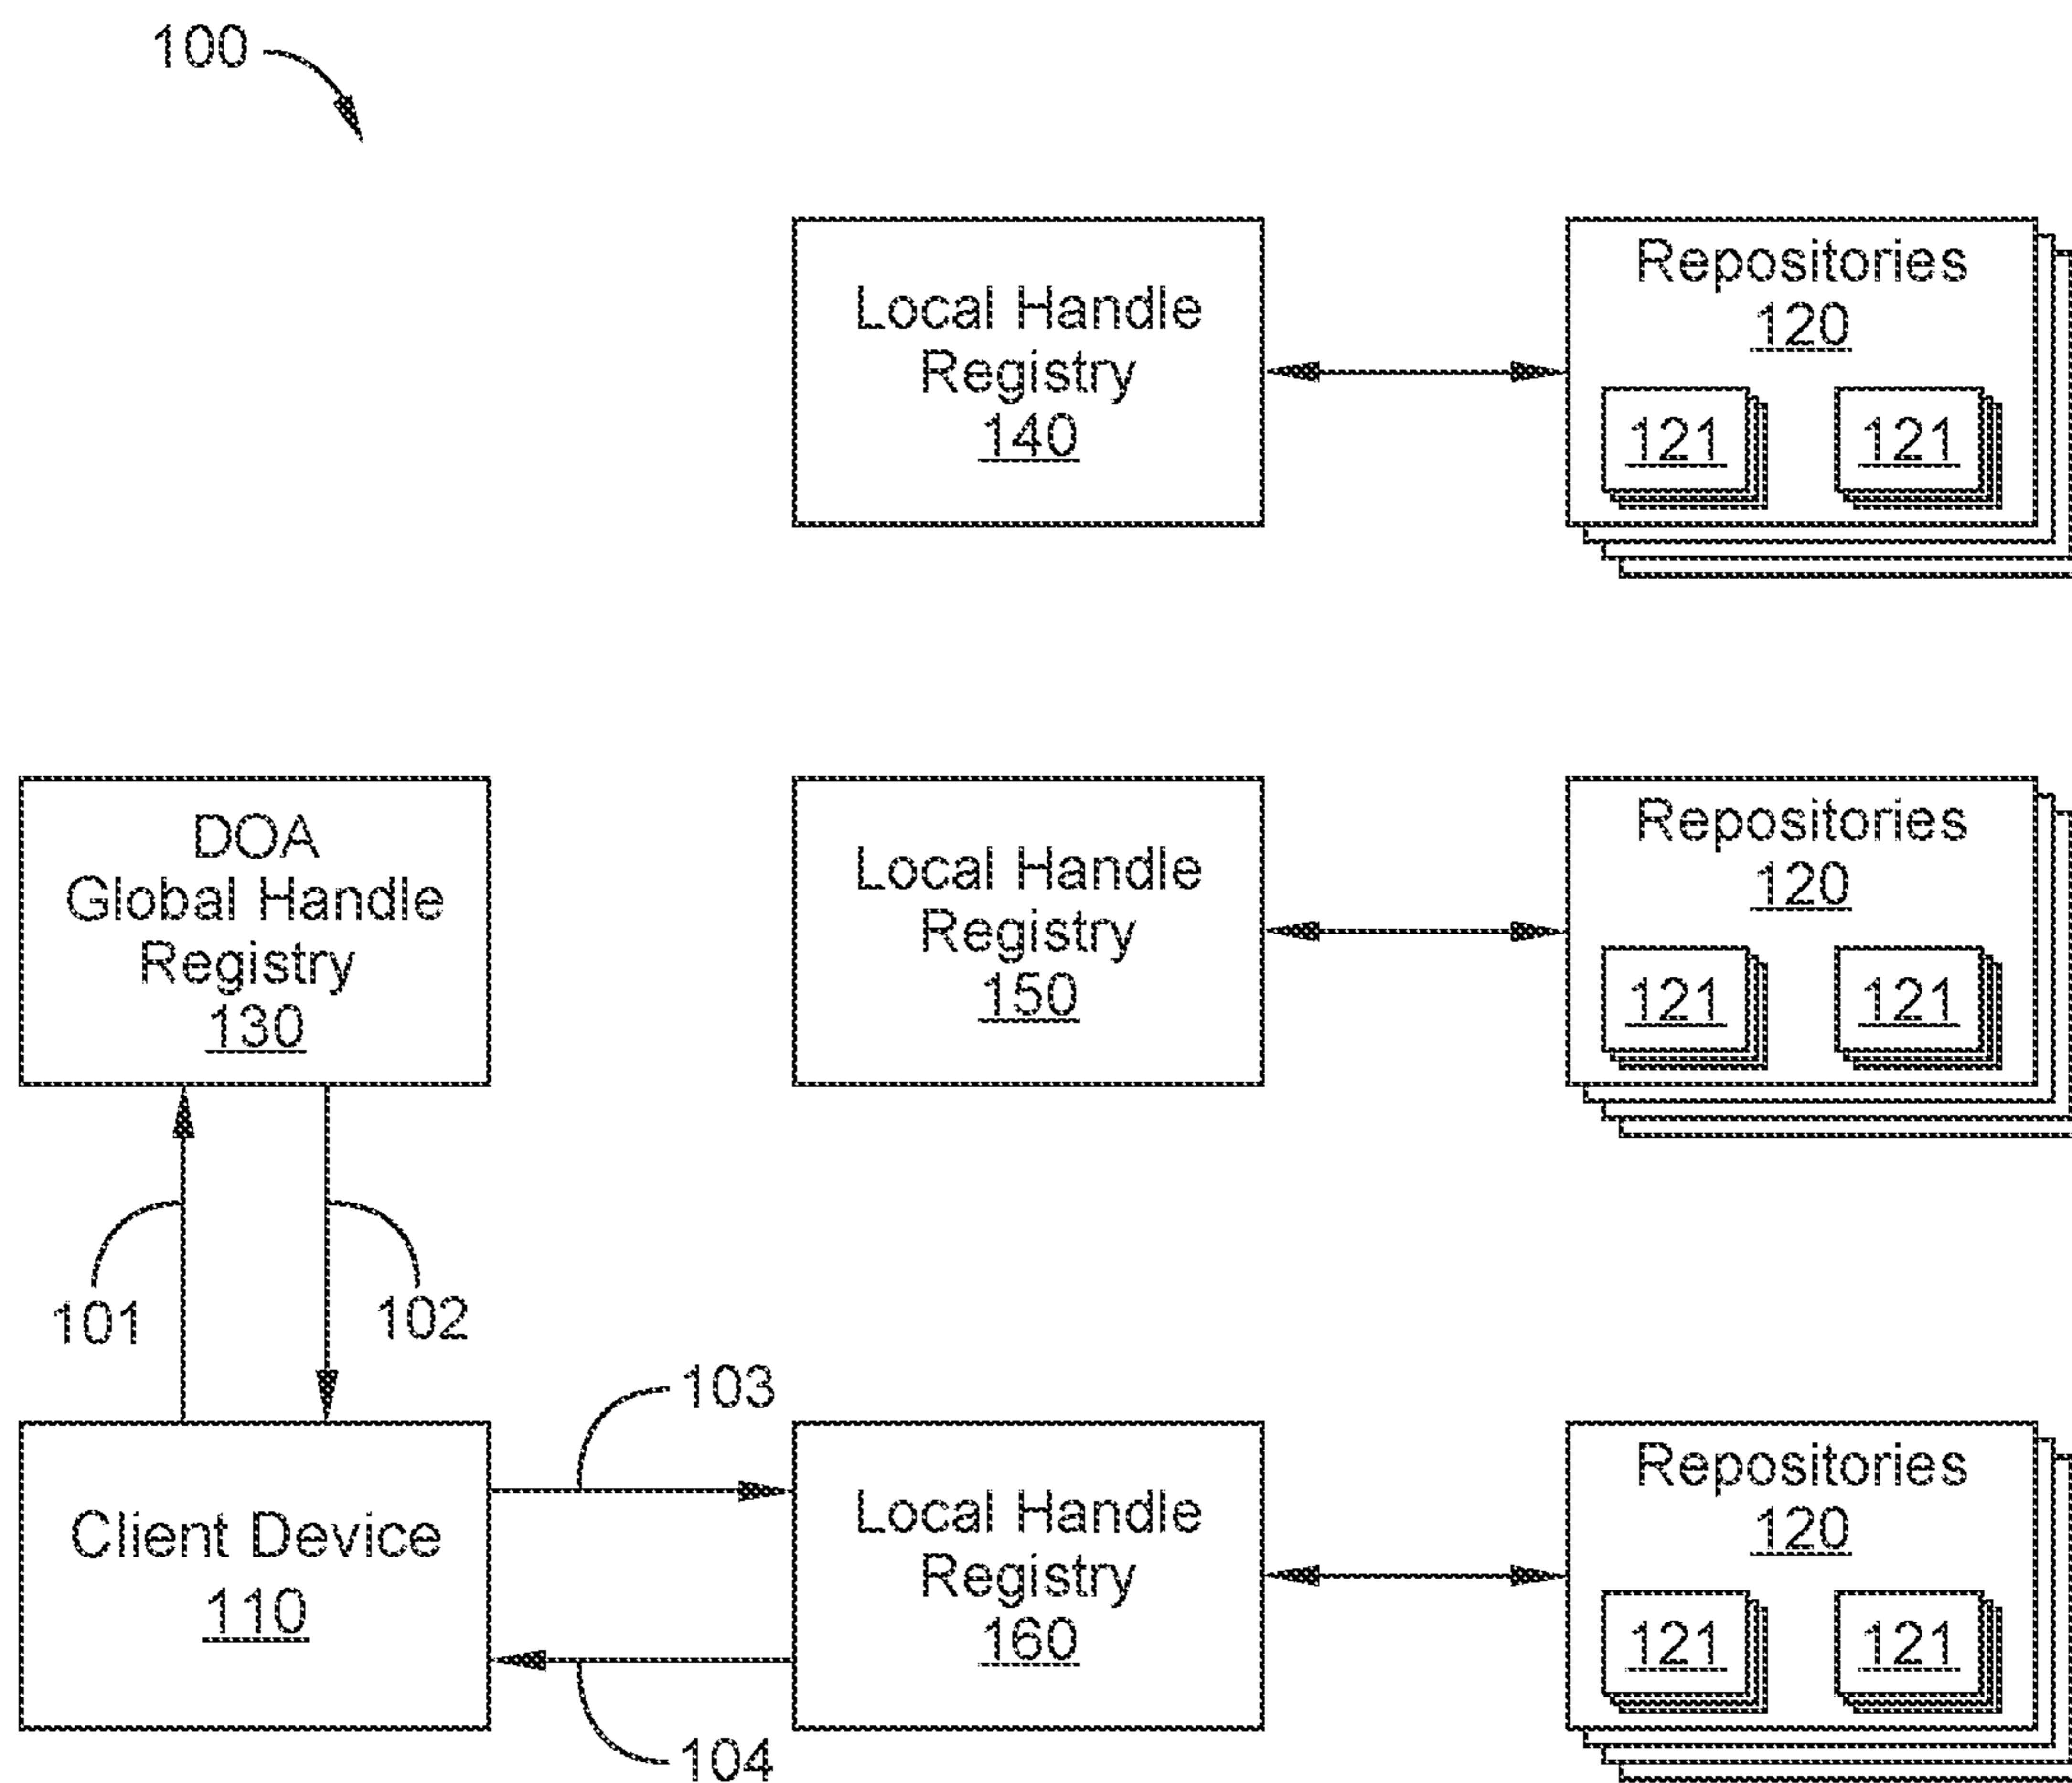 100
Local Handle
Registry
140
Repositories
120
121
121
DOA
Global Handle
Registry
130
Local Handle
Registry
150
Repositories
120
121
121
101
102
103
Client Device
110
Local Handle
Registry
160
104
Repositories
120
121
121